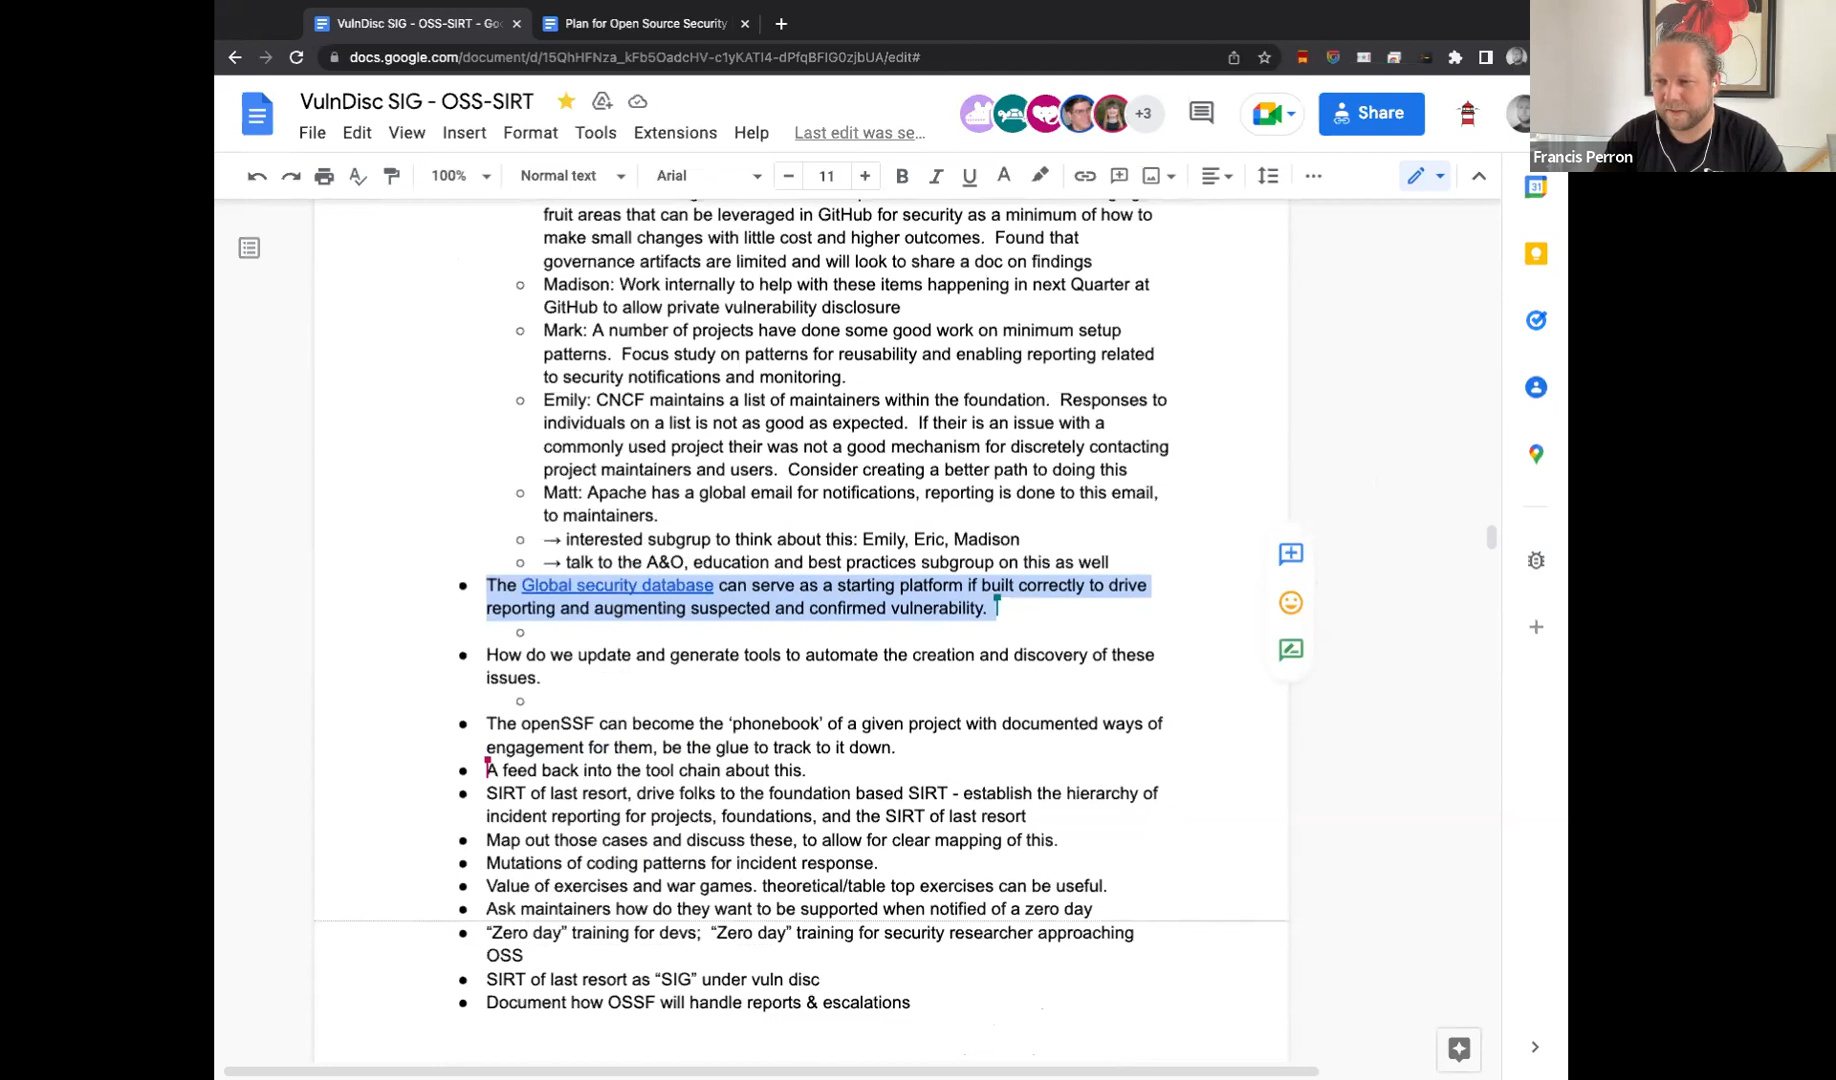 VulnDisc SIG - OSS-SIRT - Goo
Plan for Open Source Security
docs.google.com/document/d/15QhHFNza_kFb5OadcHV-c1yKATI4-dPfqBFIG0zjbUA/edit#
VulnDisc SIG - OSS-SIRT
+3
Share
File Edit View Insert Format Tools Extensions Help Last edit was se...
Francis Perron
100% Normal text Arial 11
31
fruit areas that can be leveraged in GitHub for security as a minimum of how to
make small changes with little cost and higher outcomes. Found that
governance artifacts are limited and will look to share a doc on findings
Madison: Work internally to help with these items happening in next Quarter at
GitHub to allow private vulnerability disclosure
Mark: A number of projects have done some good work on minimum setup
patterns. Focus study on patterns for reusability and enabling reporting related
to security notifications and monitoring.
Emily: CNCF maintains a list of maintainers within the foundation. Responses to
individuals on a list is not as good as expected. If their is an issue with a
commonly used project their was not a good mechanism for discretely contacting
project maintainers and users. Consider creating a better path to doing this
Matt: Apache has a global email for notifications, reporting is done to this email,
to maintainers.
→ interested subgrup to think about this: Emily, Eric, Madison
→ talk to the A&O, education and best practices subgroup on this as well
The Global security database can serve as a starting platform if built correctly to drive
reporting and augmenting suspected and confirmed vulnerability.
How do we update and generate tools to automate the creation and discovery of these
issues.
The openSSF can become the ‘phonebook’ of a given project with documented ways of
engagement for them, be the glue to track to it down.
A feed back into the tool chain about this.
SIRT of last resort, drive folks to the foundation based SIRT - establish the hierarchy of
incident reporting for projects, foundations, and the SIRT of last resort
Map out those cases and discuss these, to allow for clear mapping of this.
Mutations of coding patterns for incident response.
Value of exercises and war games. theoretical/table top exercises can be useful.
Ask maintainers how do they want to be supported when notified of a zero day
“Zero day” training for devs; “Zero day” training for security researcher approaching
OSS
SIRT of last resort as “SIG” under vuln disc
Document how OSSF will handle reports & escalations